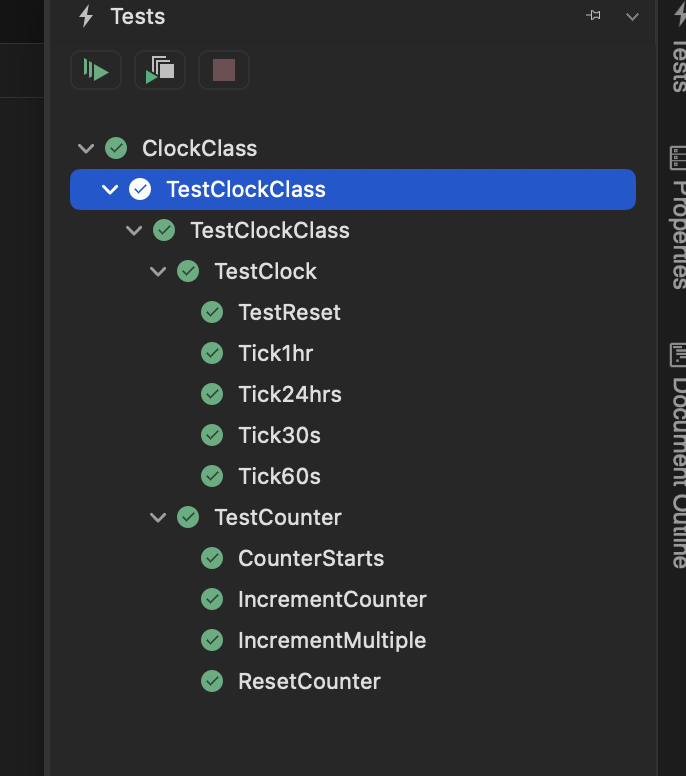 Tests
ClockClass
TestClockClass
TestClockClass
TestClock
TestReset
Tick1hr
Tick24hrs
Tick30s
Tick60s
TestCounter
CounterStarts
IncrementCounter
IncrementMultiple
ResetCounter
Tests
Properties
Document Outline